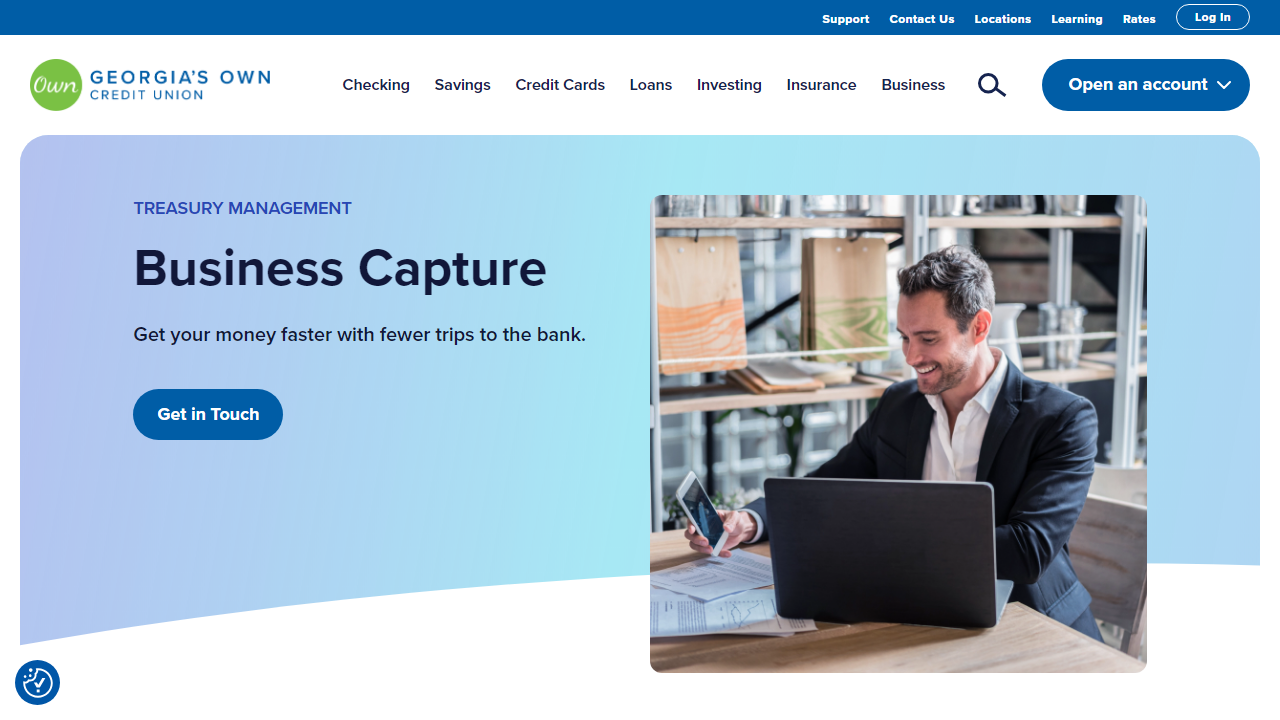 Support Contact Us Locations Learning Rates Log In
Own GEORGIA'S OWN
CREDIT UNION
Checking Savings Credit Cards Loans Investing Insurance Business Open an account
TREASURY MANAGEMENT
Business Capture
Get your money faster with fewer trips to the bank.
Get in Touch